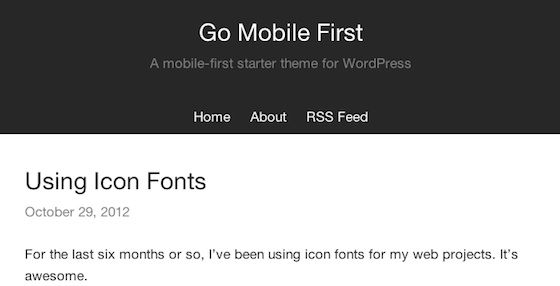 Go Mobile First
A mobile-first starter theme for WordPress
Home About RSS Feed
Using Icon Fonts
October 29, 2012
For the last six months or so, I’ve been using icon fonts for my web projects. It’s
awesome.